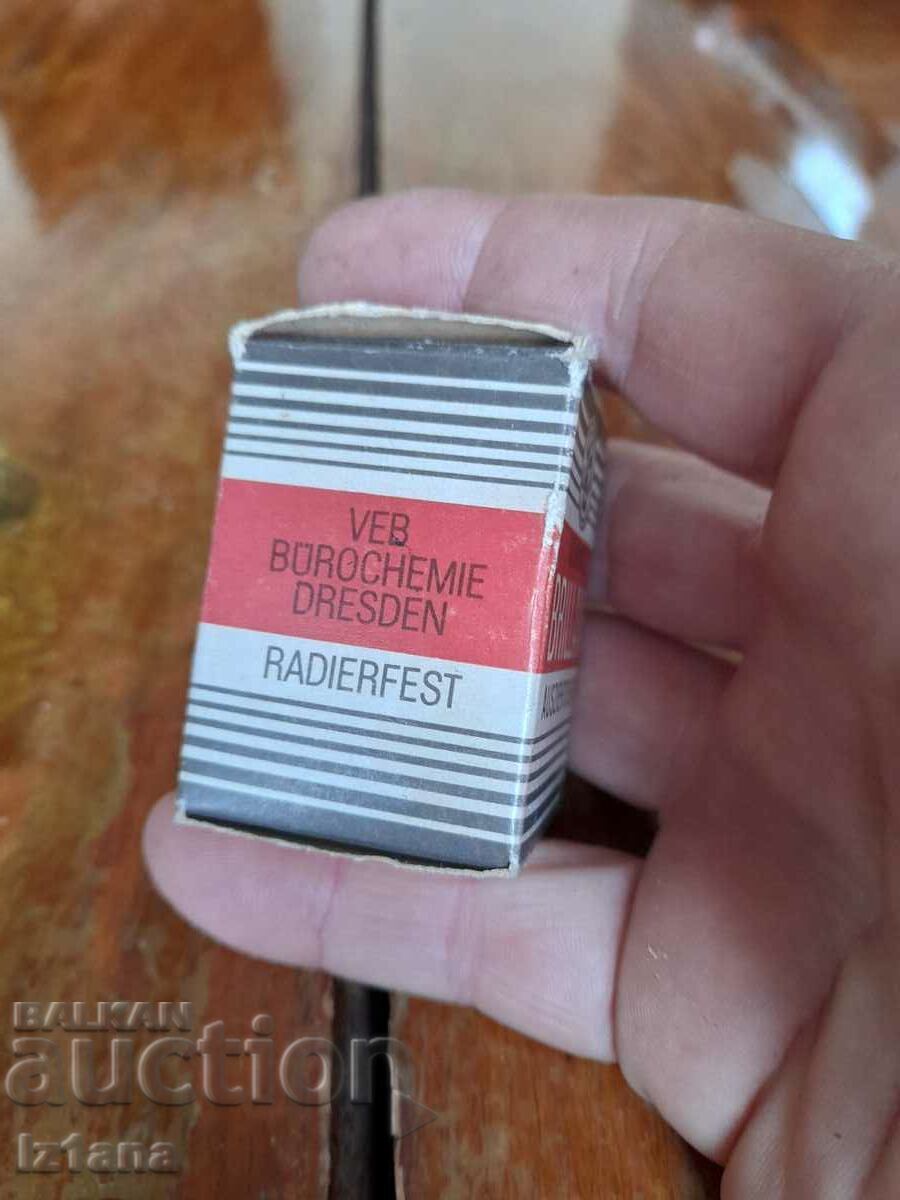 VEB
BÜROCHEMIE
DRESDEN
RADIERFEST
BALKAN
auction
Iz1ana